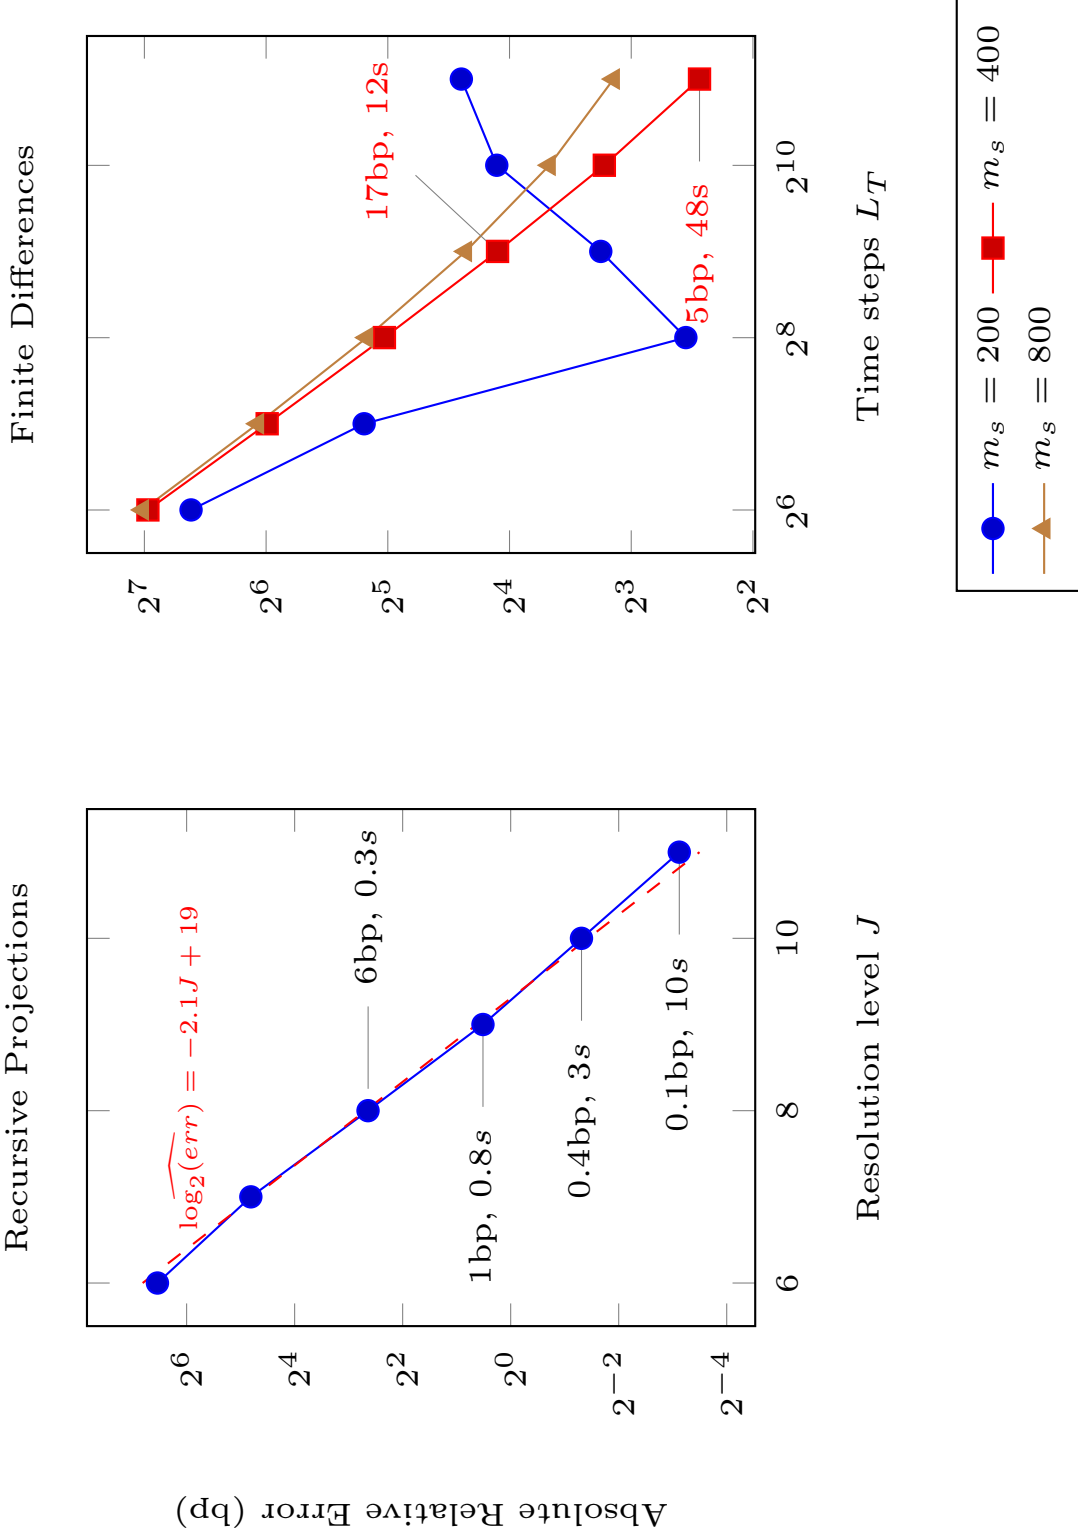 Recursive Projections
Absolute Relative Error (bp)
2^6
2^4
2^2
2^0
2^−2
2^−4
\widehat{log_2(err)} = −2.1J + 19
6bp, 0.3s
1bp, 0.8s
0.4bp, 3s
0.1bp, 10s
6
8
10
Resolution level J
Finite Differences
2^7
2^6
2^5
2^4
2^3
2^2
17bp, 12s
5bp, 48s
2^6
2^8
2^10
Time steps L_T
m_s = 200 m_s = 400
m_s = 800